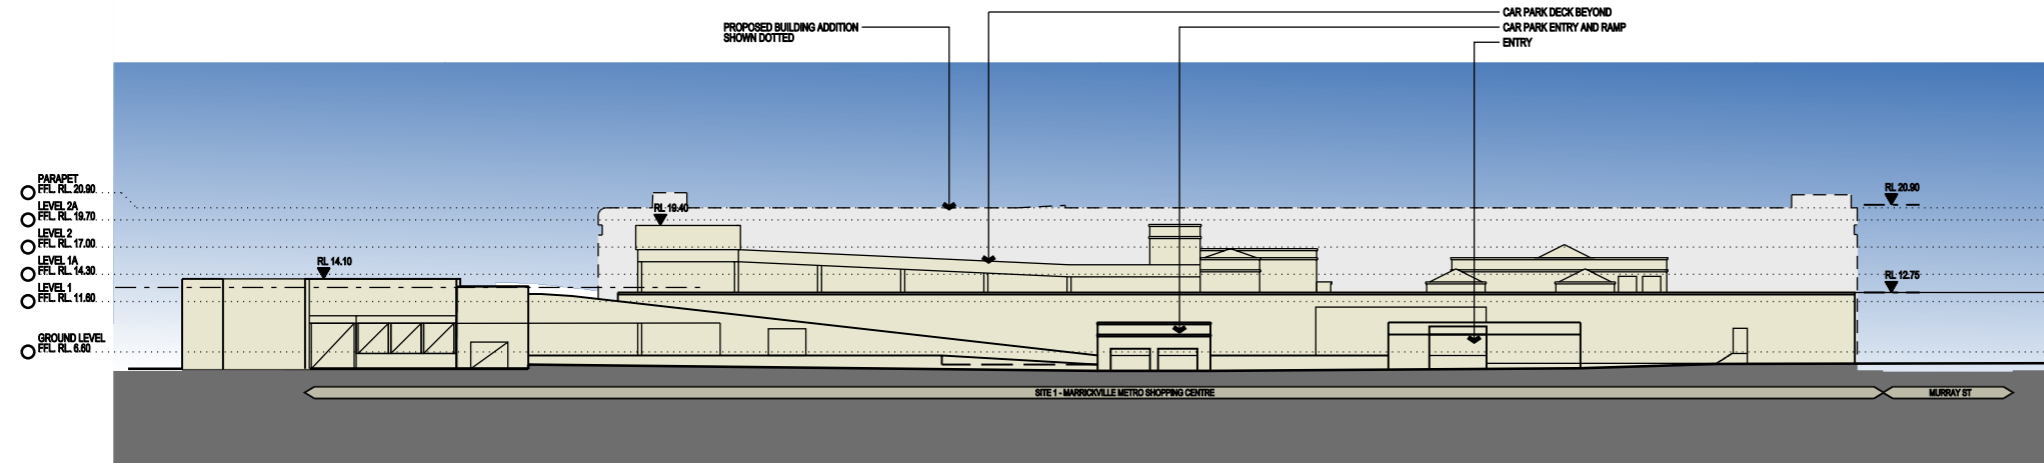 CAR PARK DECK BEYOND
PROPOSED BUILDING ADDITION
SHOWN DOTTED
CAR PARK ENTRY AND RAMP
ENTRY
PARAPET
FFL. RL. 20.90
LEVEL 2A
FFL. RL. 19.70
LEVEL 2
FFL. RL. 17.00
LEVEL 1A
FFL. RL. 14.30
LEVEL 1
FFL. RL. 11.60
GROUND LEVEL
FFL. RL. 6.60
RL 14.10
RL 19.40
RL 20.90
RL 12.75
SITE 1 - MARRICKVILLE METRO SHOPPING CENTRE
MURRAY ST